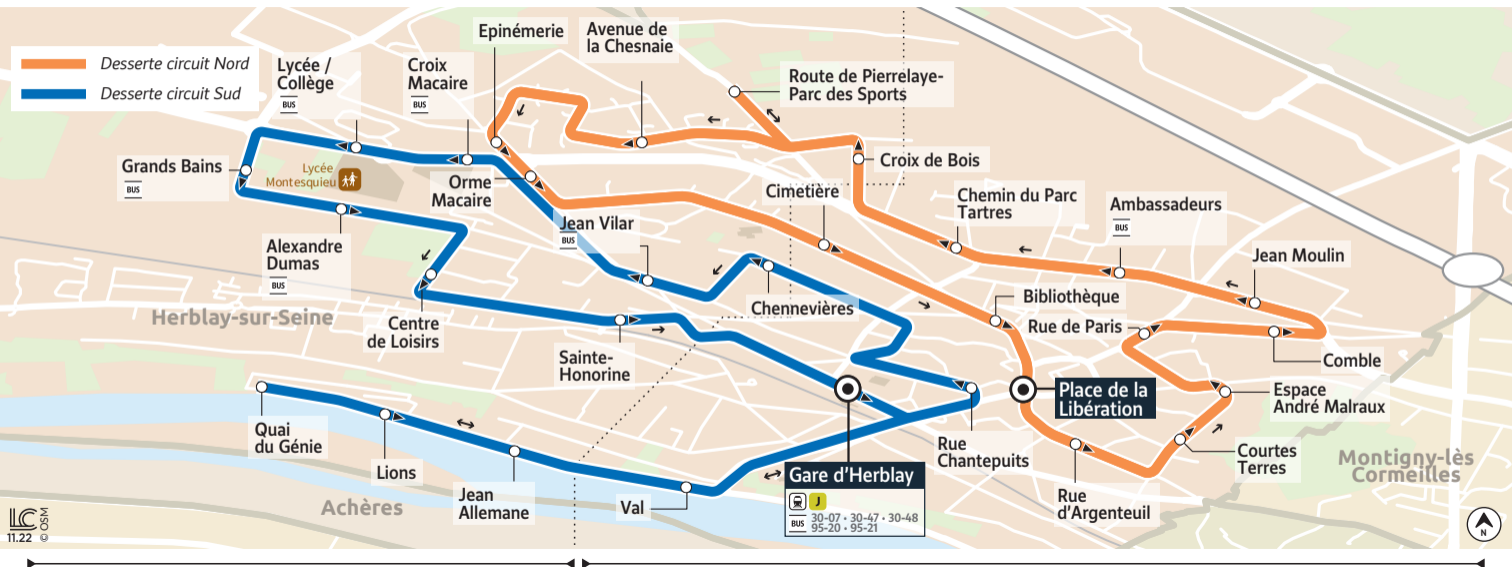 Desserte circuit Nord
Desserte circuit Sud
Lycée /
Collège
BUS
Croix
Macaire
BUS
Epinémerie
Avenue de
la Chesnaie
Route de Pierrelaye-
Parc des Sports
Grands Bains
BUS
Lycée
Montesquieu
Orme
Macaire
Croix de Bois
Cimetière
Chemin du Parc
Tartres
Ambassadeurs
BUS
Jean Vilar
BUS
Alexandre
Dumas
BUS
Jean Moulin
Chennevières
Bibliothèque
Rue de Paris
Herblay-sur-Seine
Centre
de Loisirs
Sainte-
Honorine
Comble
Place de la
Libération
Espace
André Malraux
Quai
du Génie
Lions
Jean
Allemane
Val
Rue
Chantepuits
Courtes
Terres
Montigny-lès
Cormeilles
Gare d'Herblay
J
BUS
30-07 • 30-47 • 30-48
95-20 • 95-21
Rue
d'Argenteuil
Achères
LC
11.22
© OSM
N